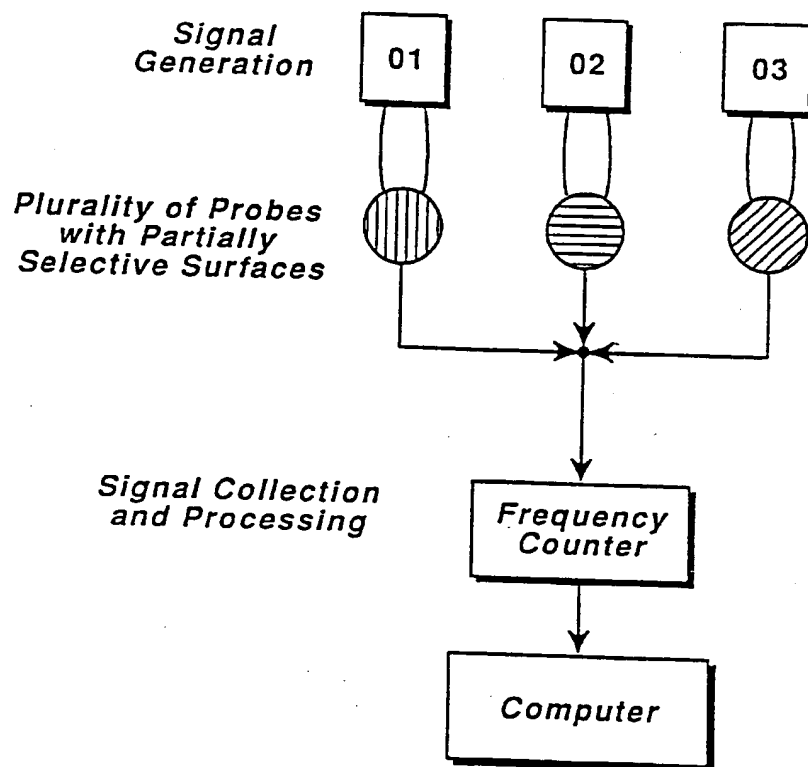 Signal
Generation
01
02
03
Plurality of Probes
with Partially
Selective Surfaces
Signal Collection
and Processing
Frequency
Counter
Computer